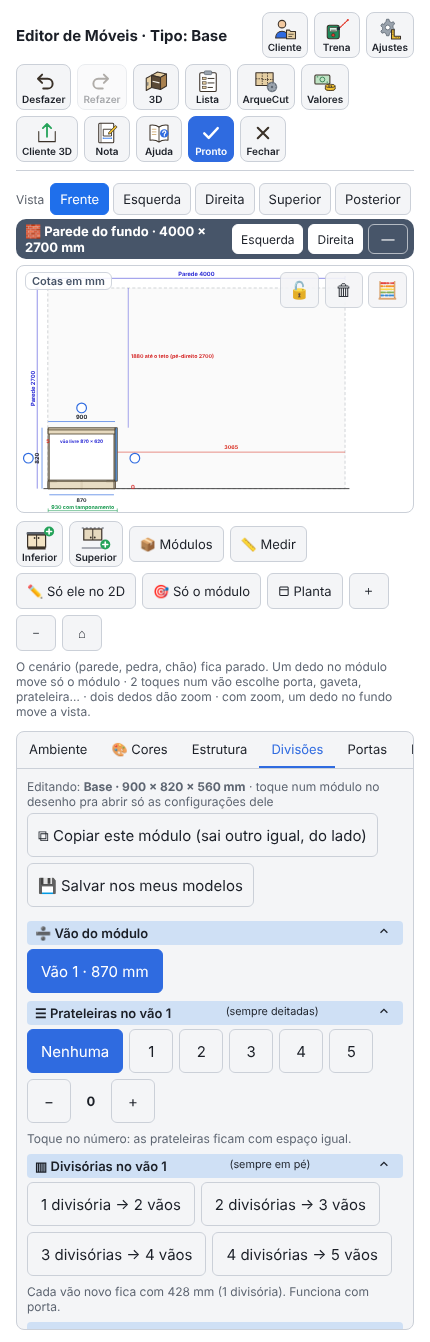 Editor de Móveis · Tipo: Base
Cliente
Trena
Ajustes
Desfazer
Refazer
3D
Lista
ArqueCut
Valores
Cliente 3D
Nota
Ajuda
Pronto
Fechar
Vista
Frente
Esquerda
Direita
Superior
Posterior
🧱 Parede do fundo · 4000 ×
2700 mm
Esquerda
Direita
—
Cotas em mm
Parede 4000
Parede 2700
1880 até o teto (pé-direito 2700)
900
vão livre 870 × 620
820
3065
0
870
930 com tamponamento
Inferior
Superior
📦 Módulos
📏 Medir
✏️ Só ele no 2D
🎯 Só o módulo
Planta
+
−
⌂
O cenário (parede, pedra, chão) fica parado. Um dedo no módulo
move só o módulo · 2 toques num vão escolhe porta, gaveta,
prateleira... · dois dedos dão zoom · com zoom, um dedo no fundo
move a vista.
Ambiente
🎨 Cores
Estrutura
Divisões
Portas
Editando: Base · 900 × 820 × 560 mm · toque num módulo no
desenho pra abrir só as configurações dele
⧉ Copiar este módulo (sai outro igual, do lado)
💾 Salvar nos meus modelos
➗ Vão do módulo
Vão 1 · 870 mm
☰ Prateleiras no vão 1
(sempre deitadas)
Nenhuma
1
2
3
4
5
−
0
+
Toque no número: as prateleiras ficam com espaço igual.
▥ Divisórias no vão 1
(sempre em pé)
1 divisória → 2 vãos
2 divisórias → 3 vãos
3 divisórias → 4 vãos
4 divisórias → 5 vãos
Cada vão novo fica com 428 mm (1 divisória). Funciona com
porta.